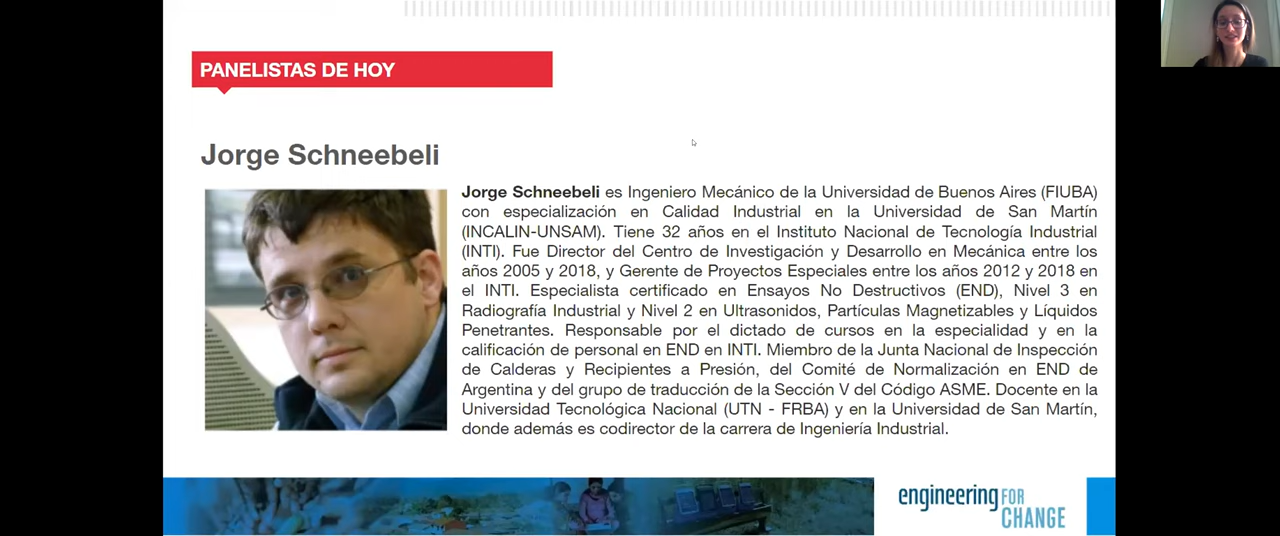 PANELISTAS DE HOY
Jorge Schneebeli
Jorge Schneebeli es Ingeniero Mecánico de la Universidad de Buenos Aires (FIUBA)
con especialización en Calidad Industrial en la Universidad de San Martín
(INCALIN-UNSAM). Tiene 32 años en el Instituto Nacional de Tecnología Industrial
(INTI). Fue Director del Centro de Investigación y Desarrollo en Mecánica entre los
años 2005 y 2018, y Gerente de Proyectos Especiales entre los años 2012 y 2018 en
el INTI. Especialista certificado en Ensayos No Destructivos (END), Nivel 3 en
Radiografía Industrial y Nivel 2 en Ultrasonidos, Partículas Magnetizables y Líquidos
Penetrantes. Responsable por el dictado de cursos en la especialidad y en la
calificación de personal en END en INTI. Miembro de la Junta Nacional de Inspección
de Calderas y Recipientes a Presión, del Comité de Normalización en END de
Argentina y del grupo de traducción de la Sección V del Código ASME. Docente en la
Universidad Tecnológica Nacional (UTN - FRBA) y en la Universidad de San Martín,
donde además es codirector de la carrera de Ingeniería Industrial.
engineering FOR
CHANGE